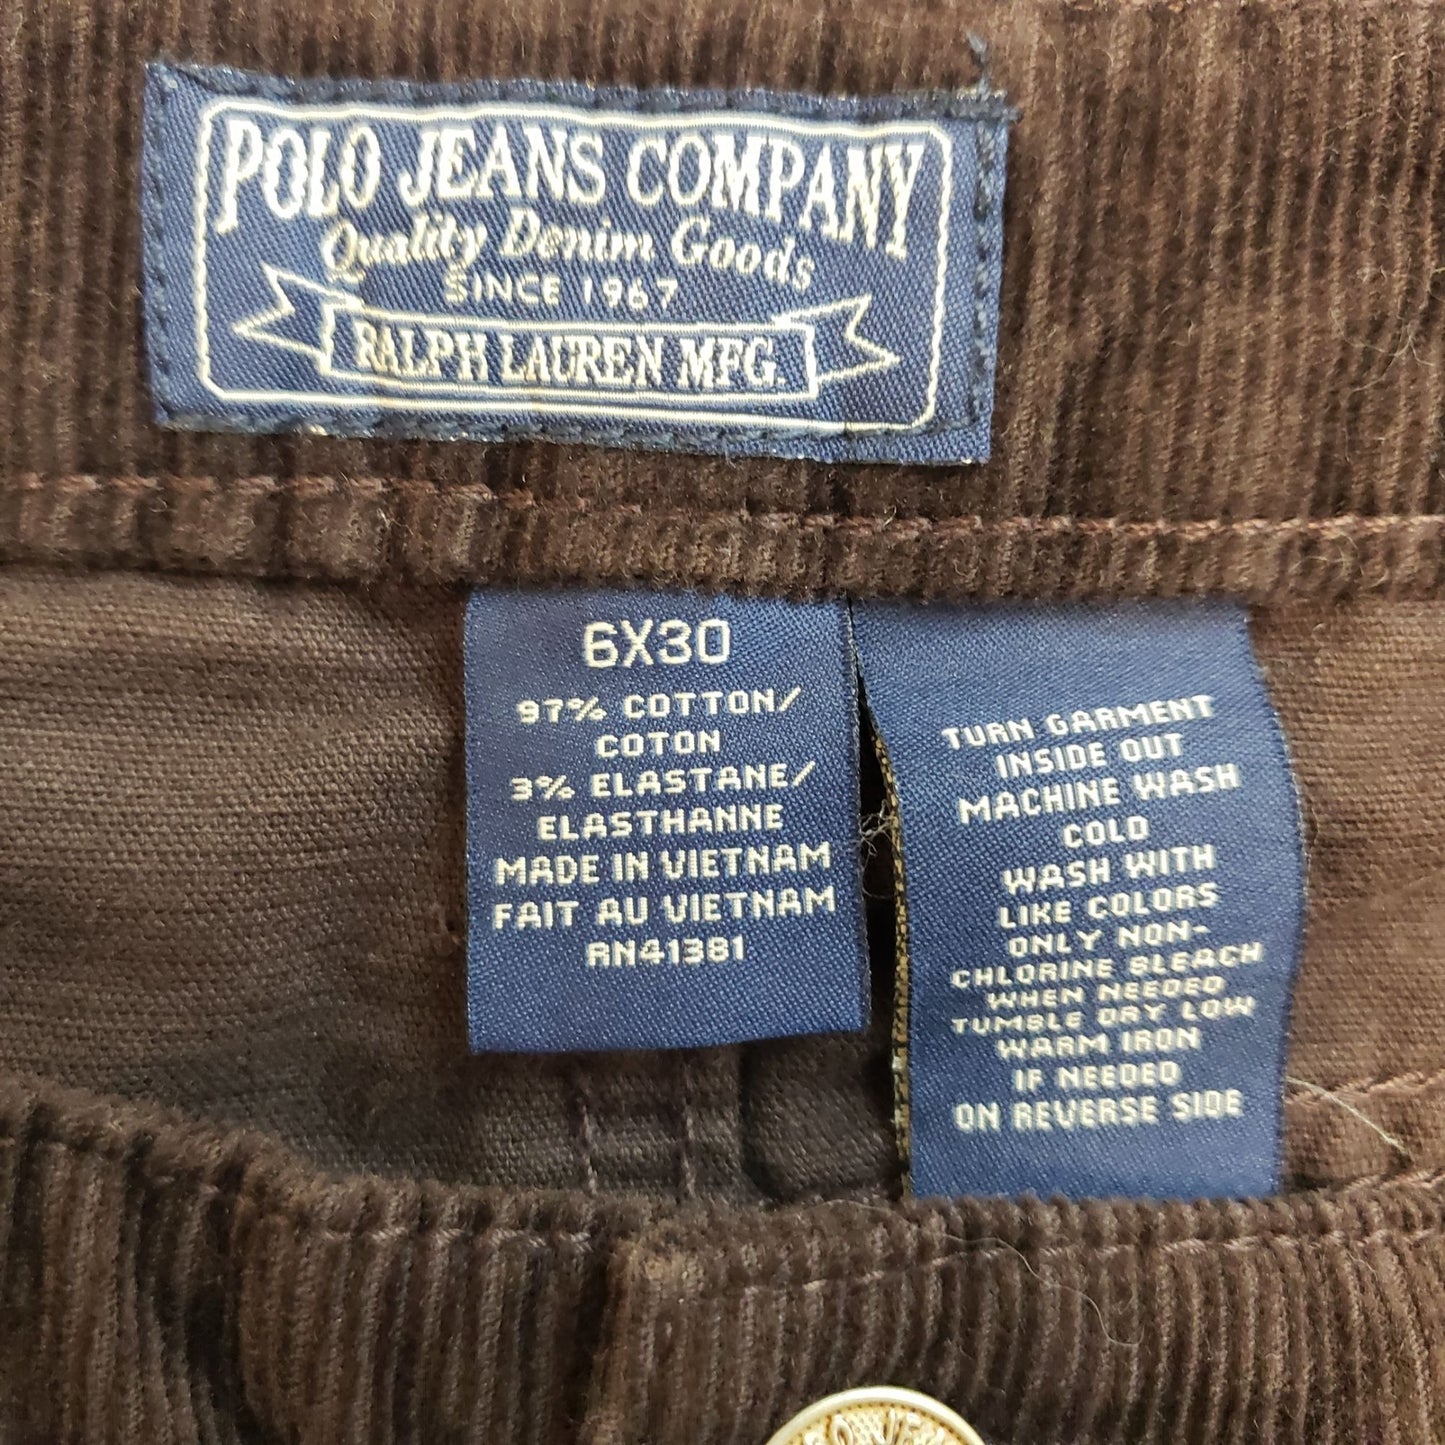 POLO JEANS COMPANY
Quality Denim Goods
SINCE 1967
RALPH LAUREN MFG.
6X30
97% COTTON/
COTON
3% ELASTANE/
ELASTHANNE
MADE IN VIETNAM
FAIT AU VIETNAM
RN41381
TURN GARMENT
INSIDE OUT
MACHINE WASH
COLD
WASH WITH
LIKE COLORS
ONLY NON-
CHLORINE BLEACH
WHEN NEEDED
TUMBLE DRY LOW
WARM IRON
IF NEEDED
ON REVERSE SIDE